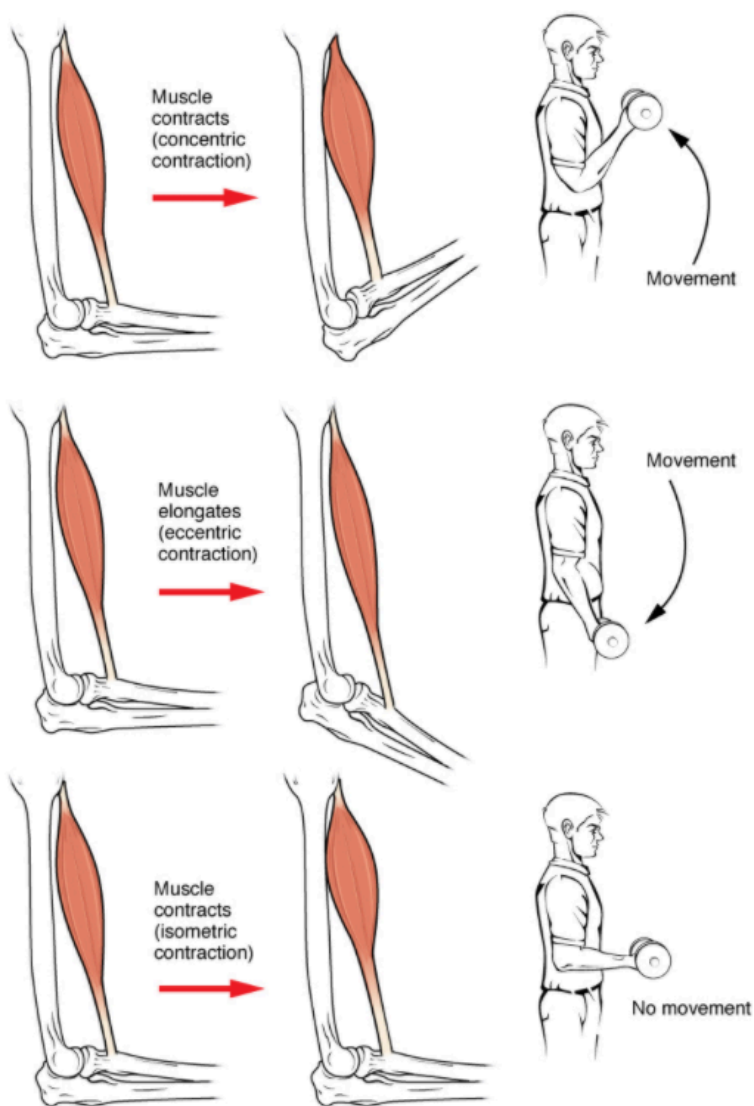 Muscle
contracts
(concentric
contraction)
Movement
Muscle
elongates
(eccentric
contraction)
Movement
Muscle
contracts
(isometric
contraction)
No movement